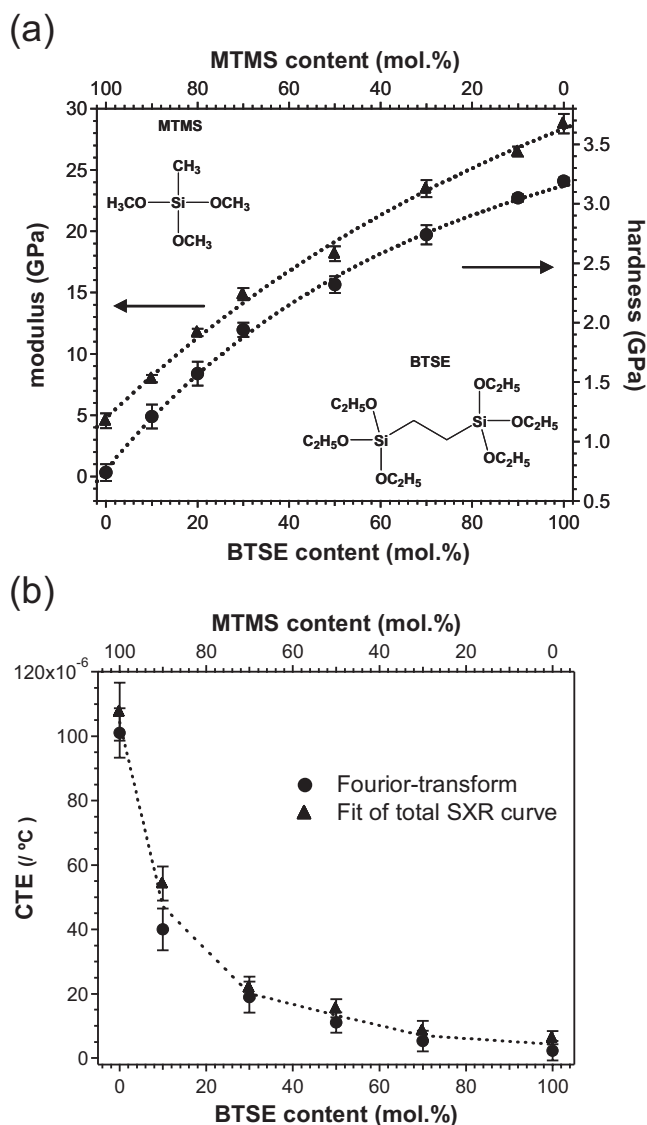 (a)
MTMS content (mol.%)
100 80 60 40 20 0
30
25
20
15
10
5
0
modulus (GPa)
3.5
3.0
2.5
2.0
1.5
1.0
0.5
hardness (GPa)
MTMS
CH3
H3CO Si OCH3
OCH3
BTSE
OC2H5
C2H5O Si OC2H5
C2H5O Si OC2H5
OC2H5
0 20 40 60 80 100
BTSE content (mol.%)
(b)
MTMS content (mol.%)
100 80 60 40 20 0
120x10-6
100
80
60
40
20
0
CTE (/ ºC)
Fourior-transform
Fit of total SXR curve
0 20 40 60 80 100
BTSE content (mol.%)